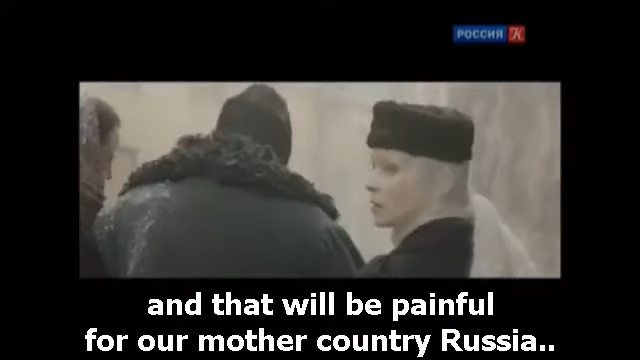 РОССИЯ К
and that will be painful
for our mother country Russia..